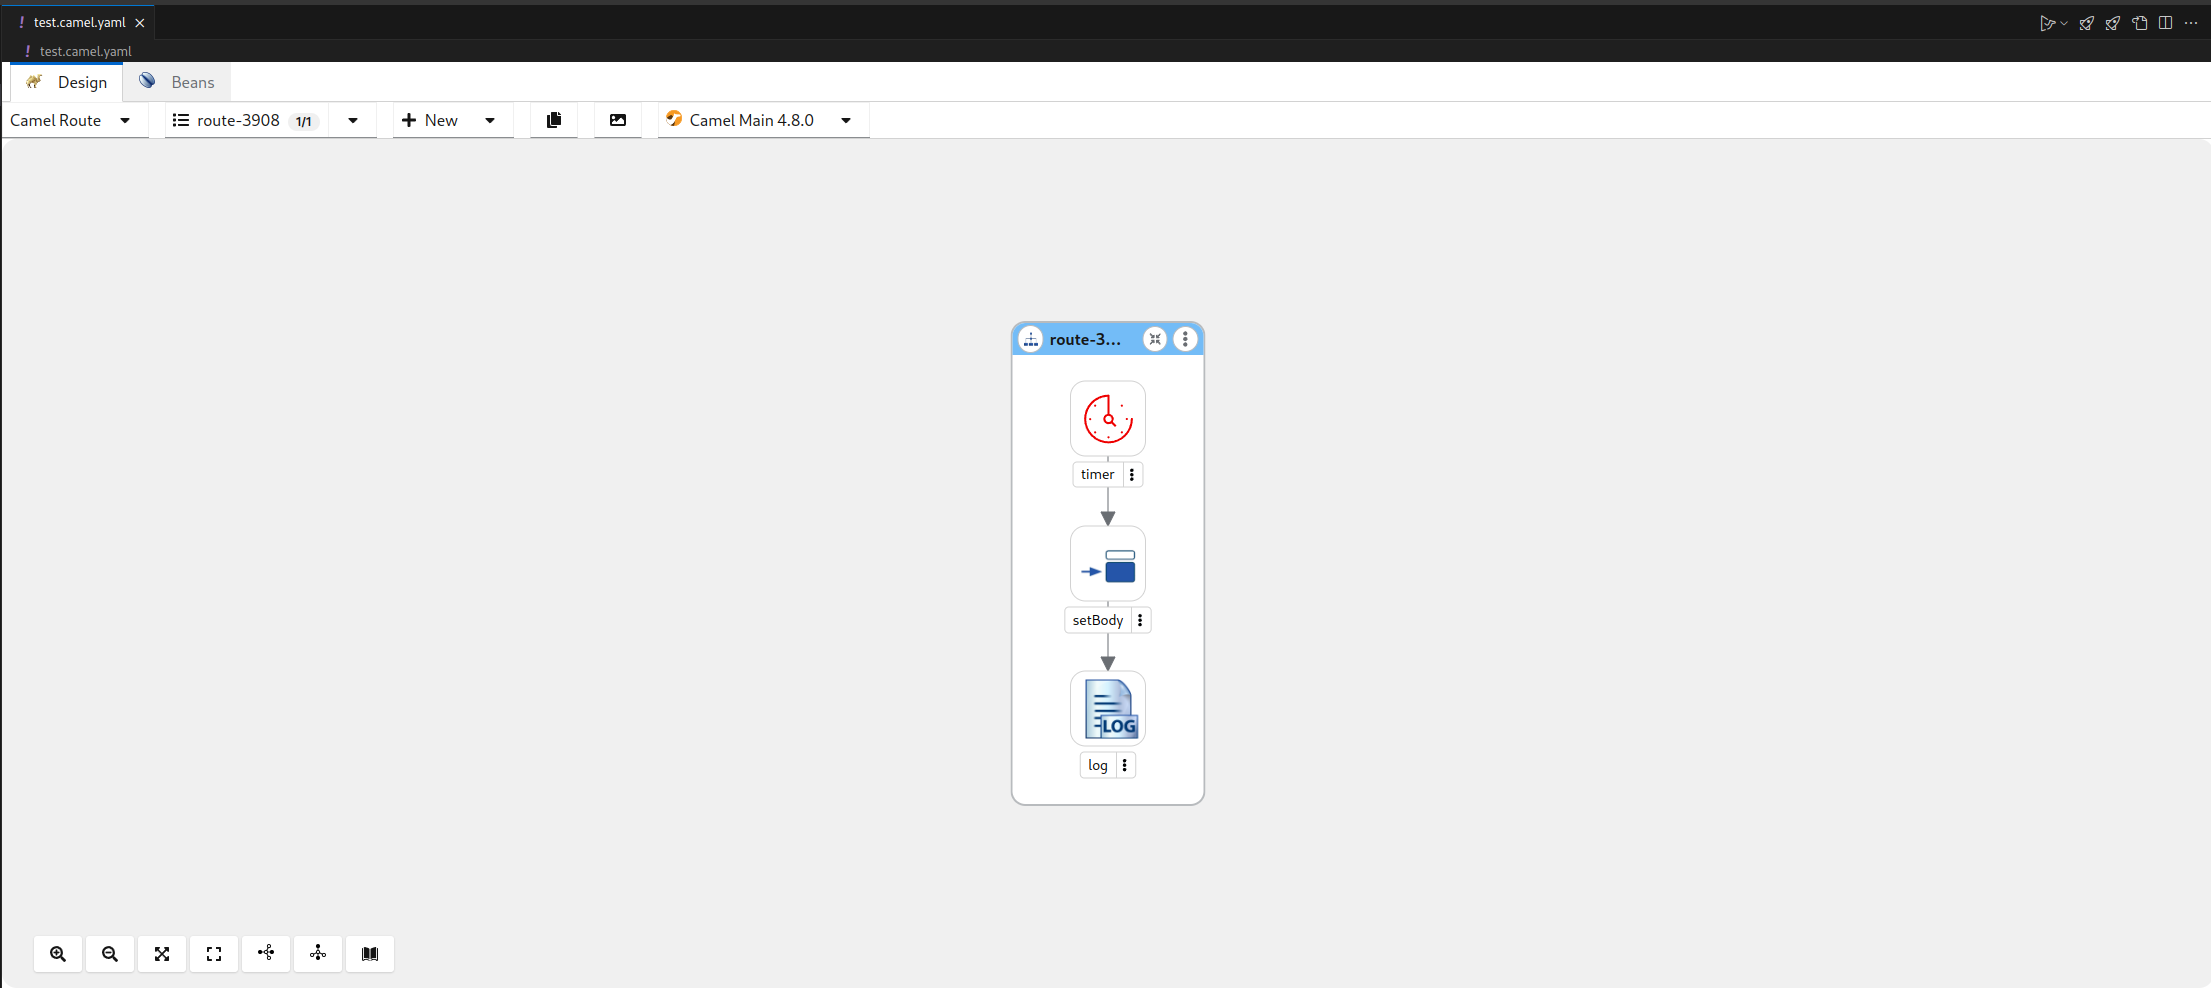 ! test.camel.yaml
! test.camel.yaml
Design Beans
Camel Route route-3908 1/1 New Camel Main 4.8.0
route-3...
timer
setBody
LOG
log